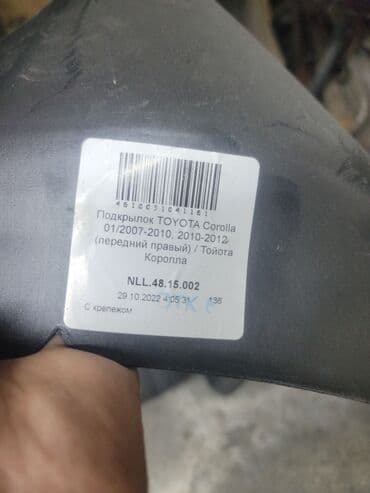 4610051041161
Подкрылок TOYOTA Corolla
01/2007-2010, 2010-2012
(передний правый) / Тойота
Королла
NLL.48.15.002
29.10.2022 4:05:31 136
С крепежом